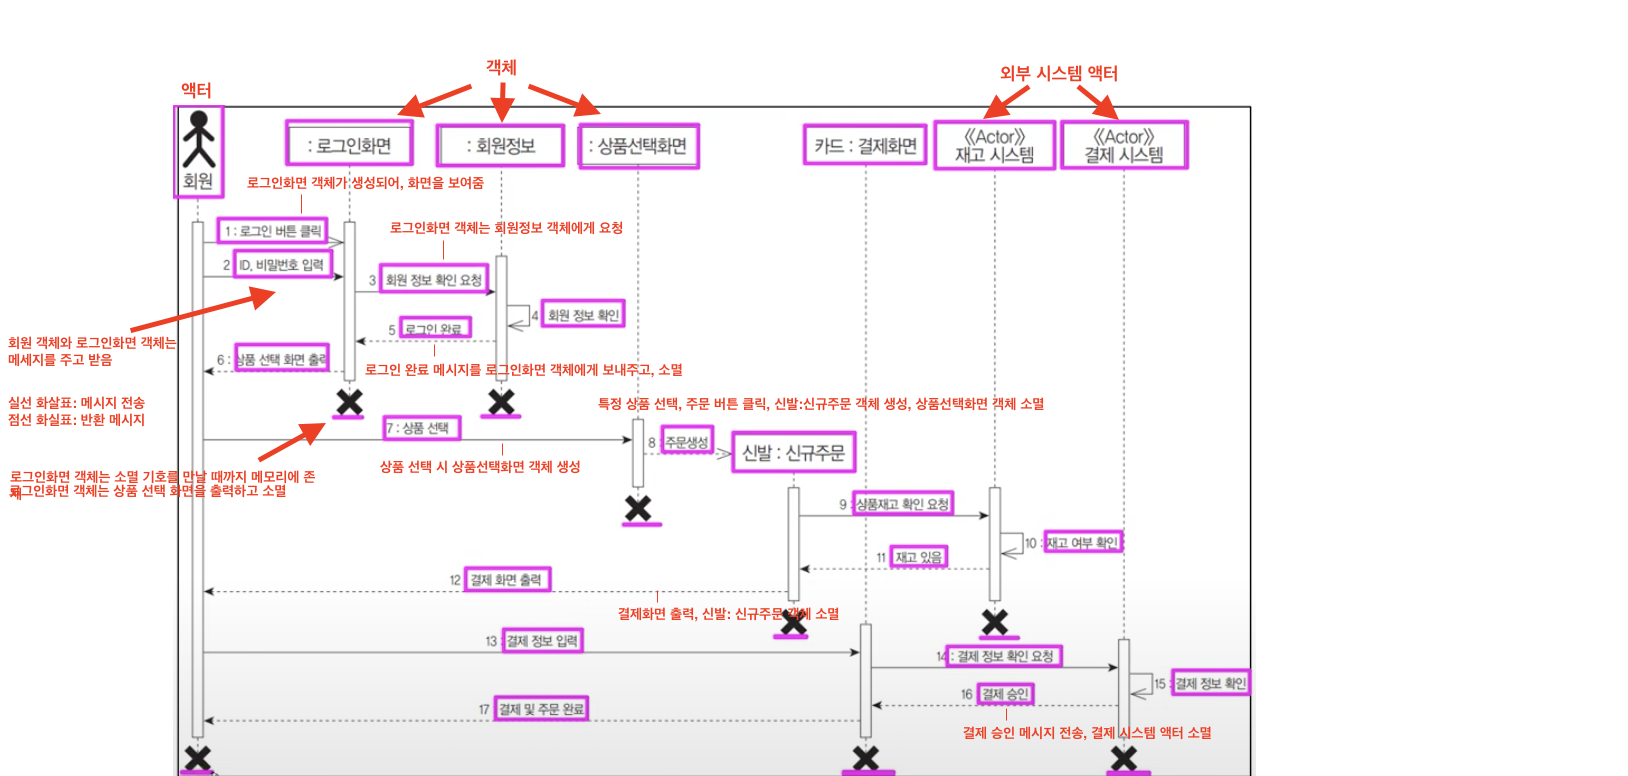 객체
외부 시스템 액터
액터
회원
: 로그인화면
: 회원정보
: 상품선택화면
카드 : 결제화면
《Actor》
재고 시스템
《Actor》
결제 시스템
로그인화면 객체가 생성되어, 화면을 보여줌
1 : 로그인 버튼 클릭
로그인화면 객체는 회원정보 객체에게 요청
2 ID, 비밀번호 입력
3 회원 정보 확인 요청
4 회원 정보 확인
5 로그인 완료
회원 객체와 로그인화면 객체는
메세지를 주고 받음
6 : 상품 선택 화면 출력
로그인 완료 메시지를 로그인화면 객체에게 보내주고, 소멸
실선 화살표: 메시지 전송
점선 화살표: 반환 메시지
특정 상품 선택, 주문 버튼 클릭, 신발:신규주문 객체 생성, 상품선택화면 객체 소멸
7 : 상품 선택
8 : 주문생성
신발 : 신규주문
상품 선택 시 상품선택화면 객체 생성
로그인화면 객체는 소멸 기호를 만날 때까지 메모리에 존
재
로그인화면 객체는 상품 선택 화면을 출력하고 소멸
9 : 상품재고 확인 요청
10 : 재고 여부 확인
11 재고 있음
12 결제 화면 출력
결제화면 출력, 신발: 신규주문 객체 소멸
13 : 결제 정보 입력
14 : 결제 정보 확인 요청
15 : 결제 정보 확인
16 결제 승인
17 결제 및 주문 완료
결제 승인 메시지 전송, 결제 시스템 액터 소멸